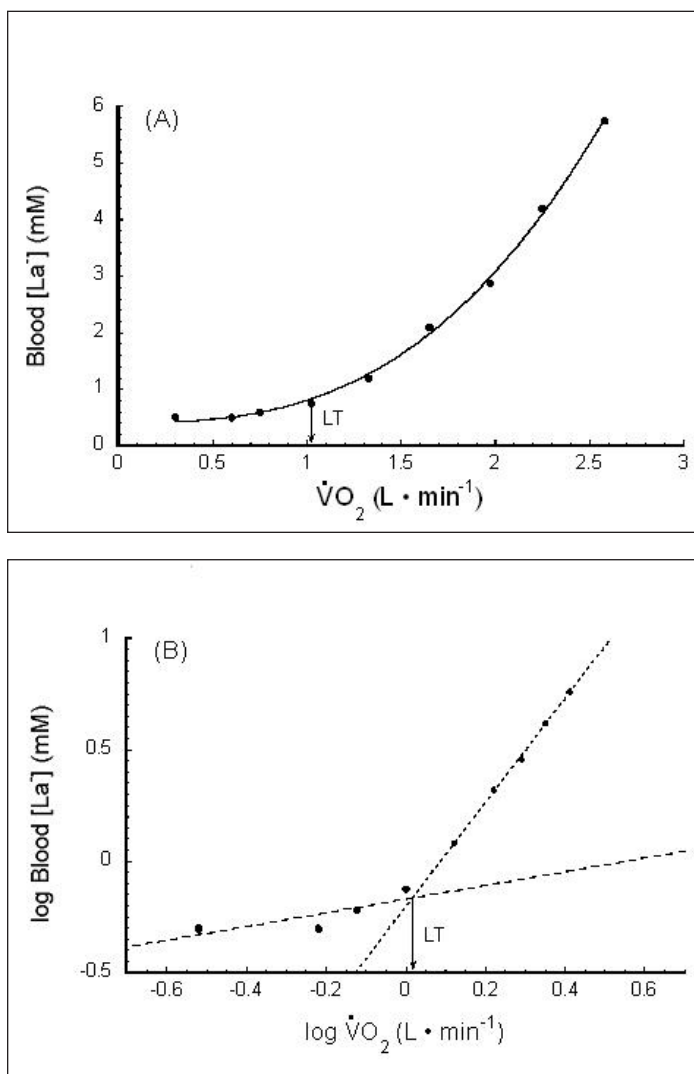 (A)
6
5
4
3
2
1
0
Blood [La⁻] (mM)
LT
0 0.5 1 1.5 2 2.5 3
V̇O₂ (L • min⁻¹)
(B)
1
0.5
0
-0.5
log Blood [La⁻] (mM)
LT
-0.6 -0.4 -0.2 0 0.2 0.4 0.6
log V̇O₂ (L • min⁻¹)